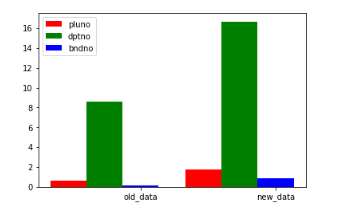 16
14
12
10
8
6
4
2
0
pluno
dptno
bndno
old_data
new_data